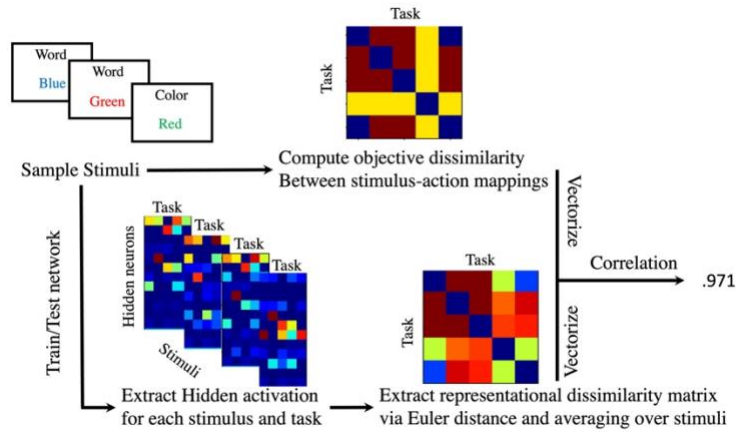 Task
Word
Blue
Word
Green
Color
Red
Task
Sample Stimuli
Compute objective dissimilarity
Between stimulus-action mappings
Vectorize
Task
Task
Task
Task
Hidden neurons
Stimuli
Train/Test network
Task
Task
Correlation
.971
Vectorize
Extract Hidden activation
for each stimulus and task
Extract representational dissimilarity matrix
via Euler distance and averaging over stimuli